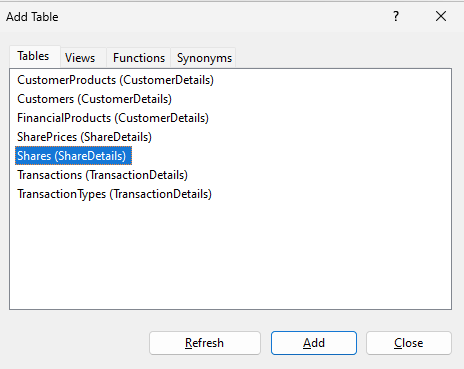 Add Table
?
Tables Views Functions Synonyms
CustomerProducts (CustomerDetails)
Customers (CustomerDetails)
FinancialProducts (CustomerDetails)
SharePrices (ShareDetails)
Shares (ShareDetails)
Transactions (TransactionDetails)
TransactionTypes (TransactionDetails)
Refresh Add Close